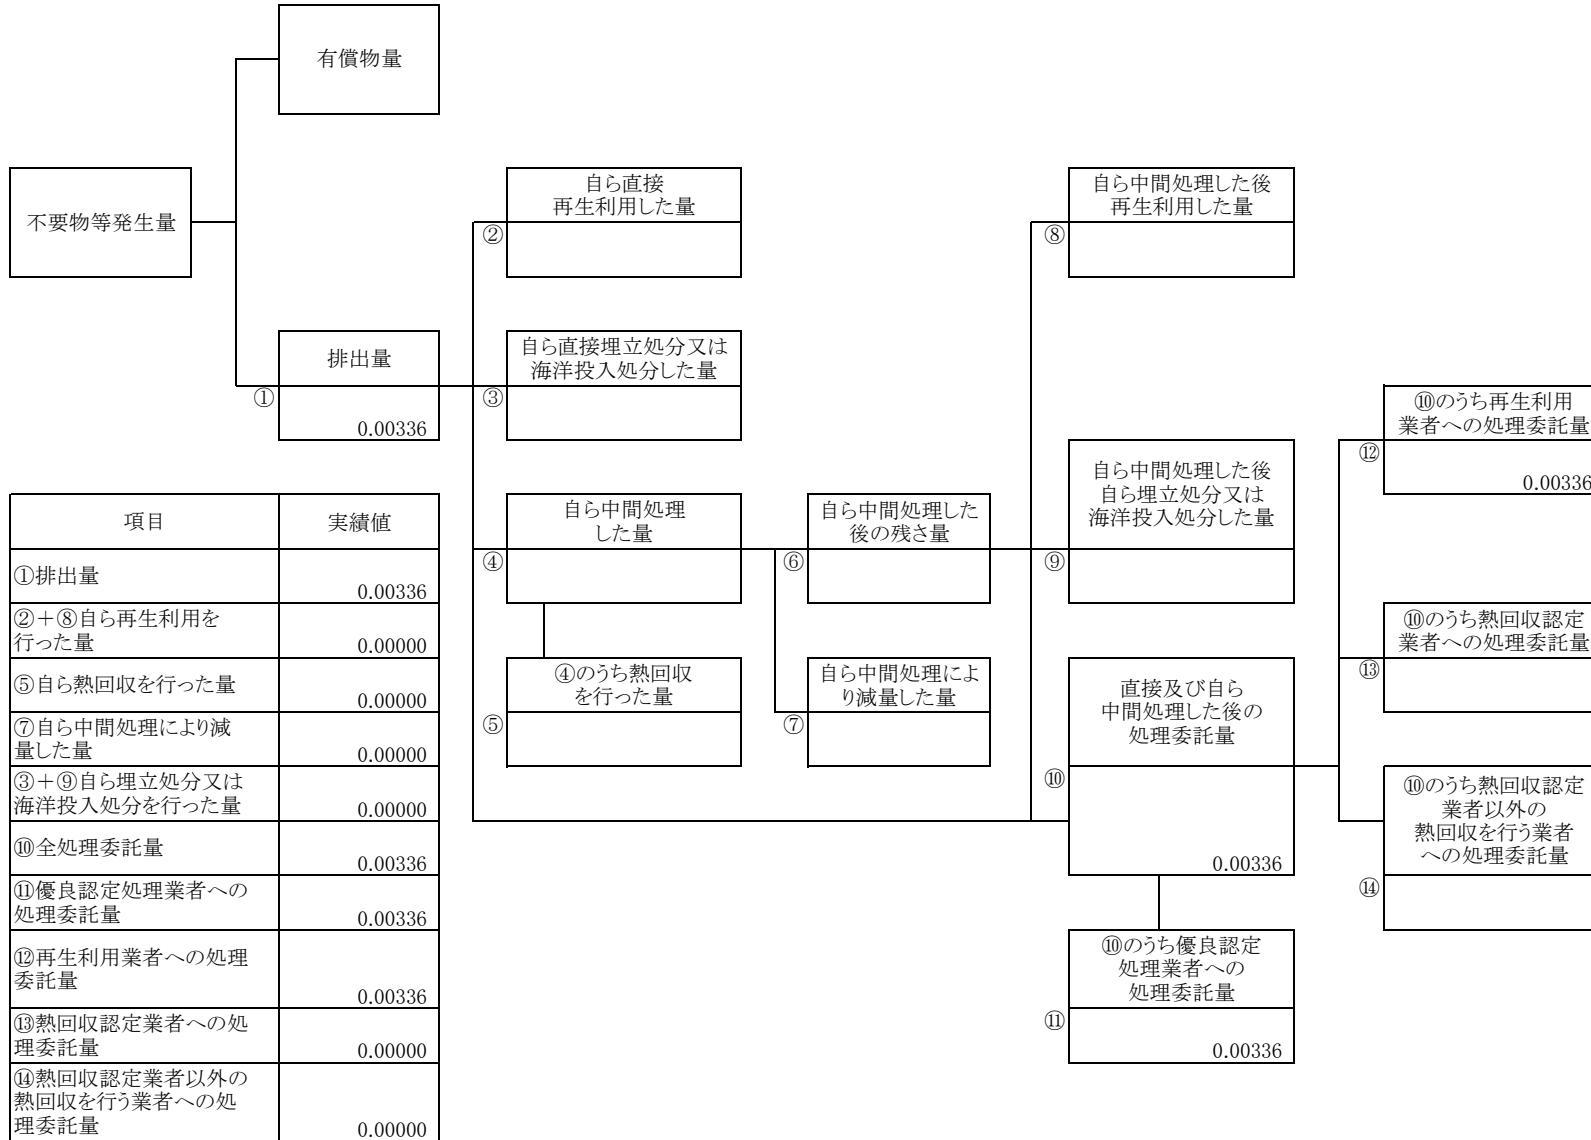 有償物量
不要物等発生量
自ら直接
再生利用した量
②
自ら中間処理した後
再生利用した量
⑧
排出量
①
0.00336
自ら直接埋立処分又は
海洋投入処分した量
③
⑩のうち再生利用
業者への処理委託量
⑫
0.00336
自ら中間処理
した量
④
自ら中間処理した
後の残さ量
⑥
自ら中間処理した後
自ら埋立処分又は
海洋投入処分した量
⑨
④のうち熱回収
を行った量
⑤
自ら中間処理によ
り減量した量
⑦
直接及び自ら
中間処理した後の
処理委託量
⑩
0.00336
⑩のうち熱回収認定
業者への処理委託量
⑬
⑩のうち熱回収認定
業者以外の
熱回収を行う業者
への処理委託量
⑭
⑩のうち優良認定
処理業者への
処理委託量
⑪
0.00336
項目
実績値
①排出量
0.00336
②＋⑧自ら再生利用を
行った量
0.00000
⑤自ら熱回収を行った量
0.00000
⑦自ら中間処理により減
量した量
0.00000
③＋⑨自ら埋立処分又は
海洋投入処分を行った量
0.00000
⑩全処理委託量
0.00336
⑪優良認定処理業者への
処理委託量
0.00336
⑫再生利用業者への処理
委託量
0.00336
⑬熱回収認定業者への処
理委託量
0.00000
⑭熱回収認定業者以外の
熱回収を行う業者への処
理委託量
0.00000